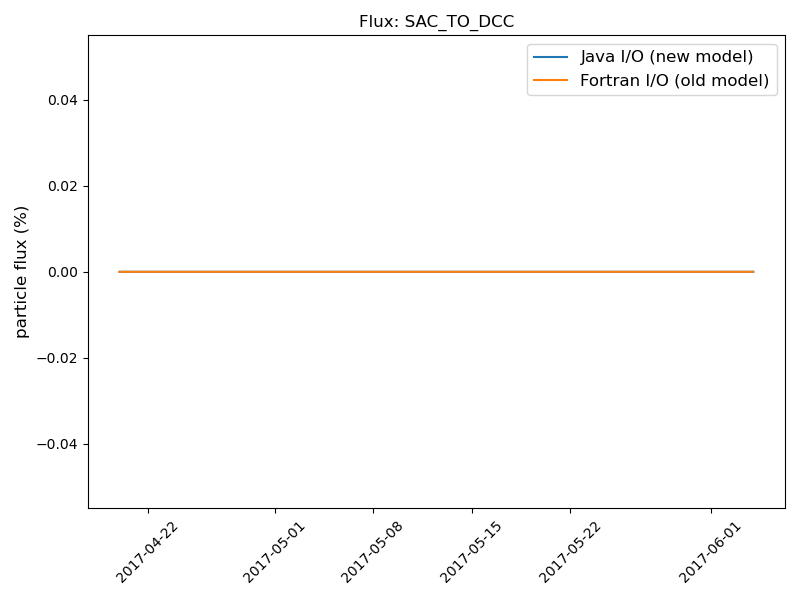 Flux: SAC_TO_DCC
Java I/O (new model)
Fortran I/O (old model)
particle flux (%)
0.04
0.02
0.00
−0.02
−0.04
2017-04-22
2017-05-01
2017-05-08
2017-05-15
2017-05-22
2017-06-01